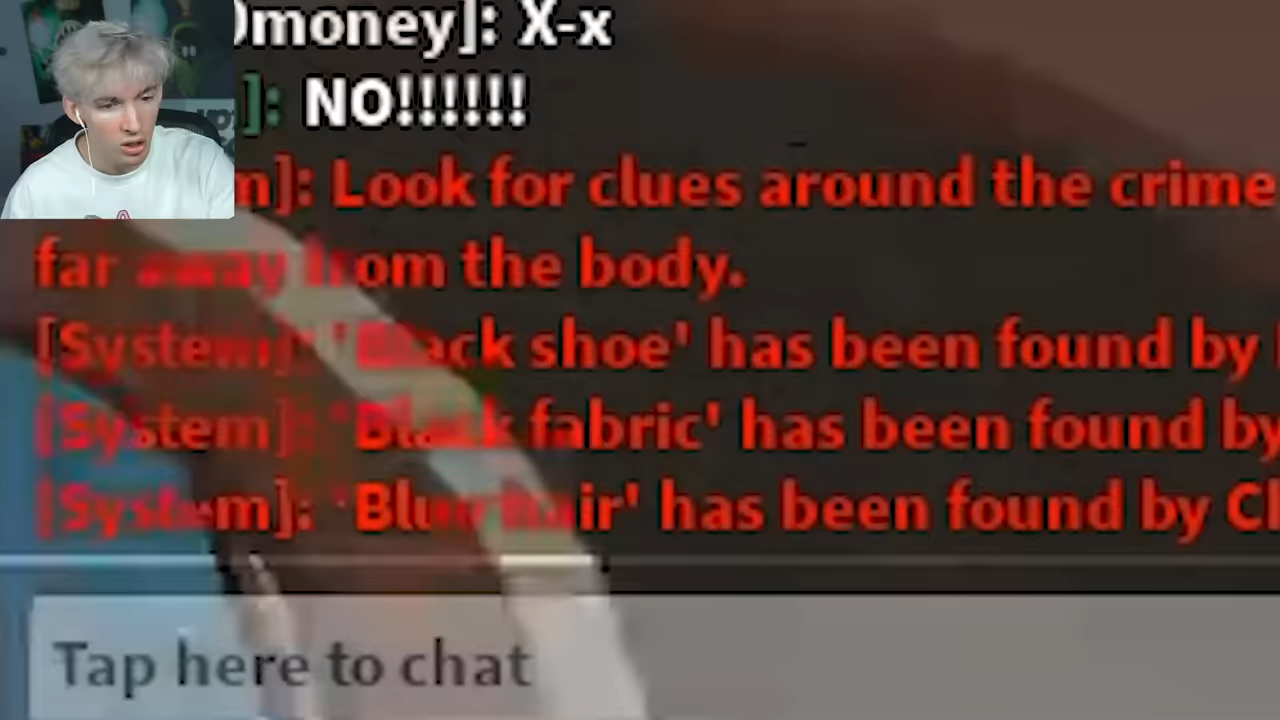 money]: X-x
]: NO!!!!!!
m]: Look for clues around the crime
far away from the body.
[System]: 'Black shoe' has been found by
[System]: 'Black fabric' has been found by
[System]: 'Blue hair' has been found by Cl
Tap here to chat